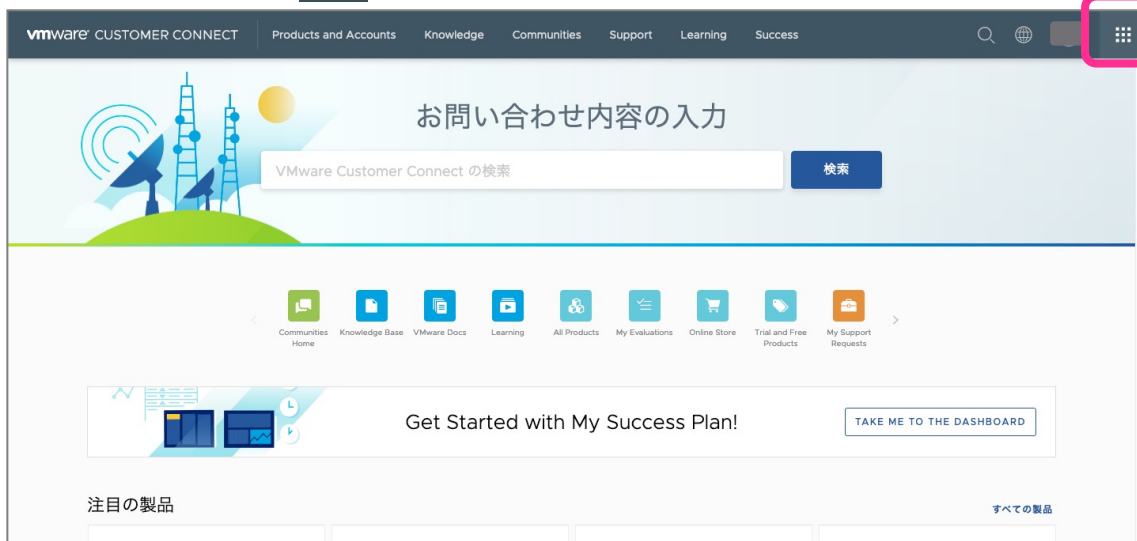 vmware® CUSTOMER CONNECT Products and Accounts Knowledge Communities Support Learning Success
お問い合わせ内容の入力
VMware Customer Connect の検索 検索
Communities Home
Knowledge Base
VMware Docs
Learning
All Products
My Evaluations
Online Store
Trial and Free Products
My Support Requests
Get Started with My Success Plan! TAKE ME TO THE DASHBOARD
注目の製品 すべての製品